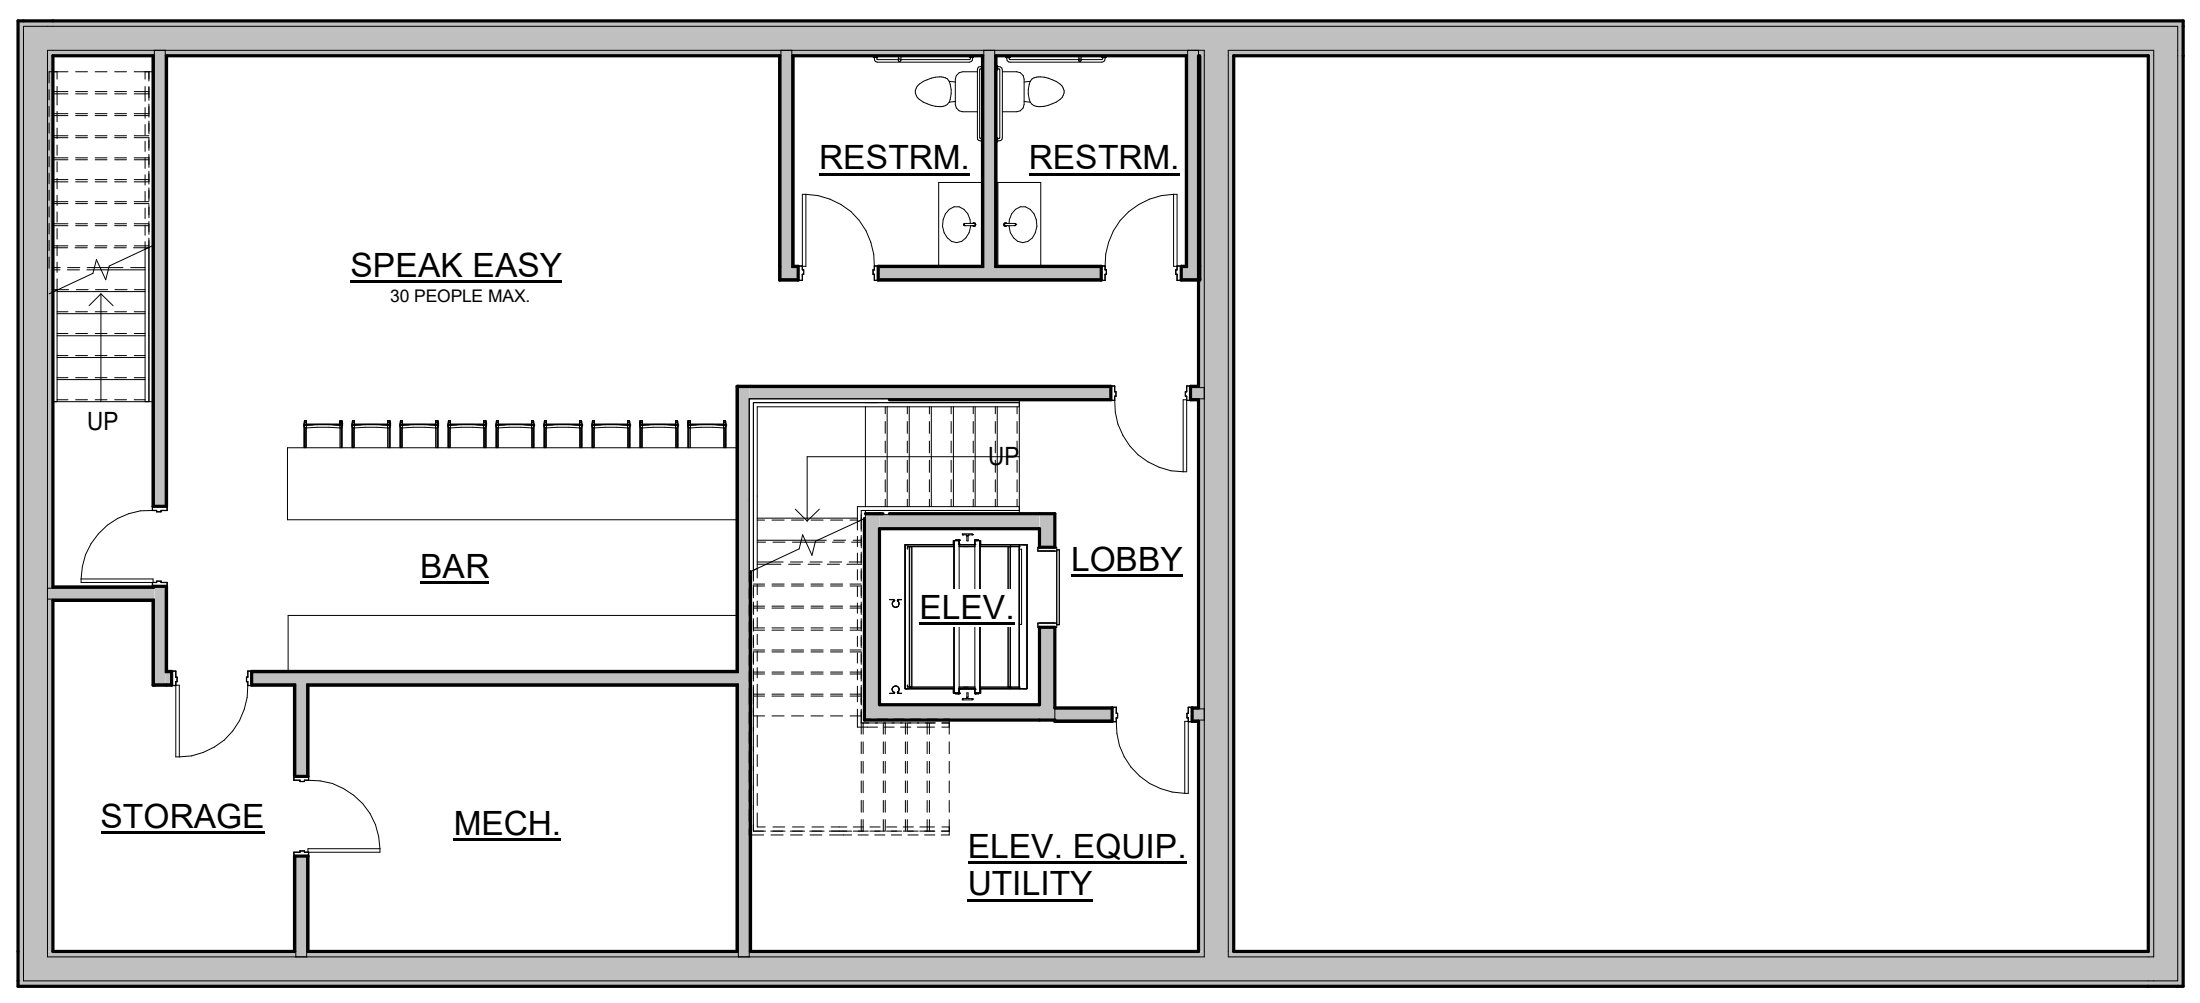 RESTRM.
RESTRM.
SPEAK EASY
30 PEOPLE MAX.
UP
UP
BAR
LOBBY
ELEV.
STORAGE
MECH.
ELEV. EQUIP.
UTILITY